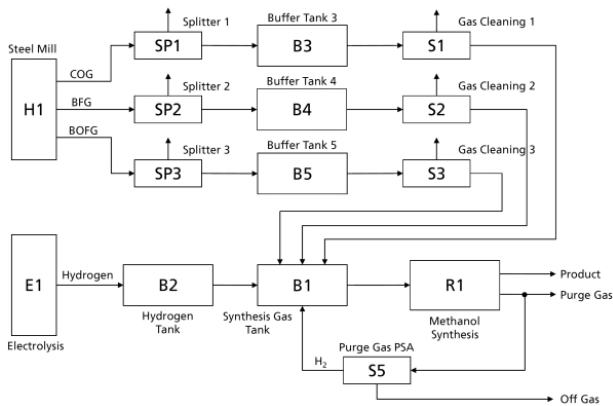 Splitter 1
Buffer Tank 3
Gas Cleaning 1
Steel Mill
SP1
B3
S1
COG
Splitter 2
Buffer Tank 4
Gas Cleaning 2
H1
BFG
SP2
B4
S2
BOFG
Splitter 3
Buffer Tank 5
Gas Cleaning 3
SP3
B5
S3
E1
Hydrogen
B2
B1
R1
Product
Purge Gas
Electrolysis
Hydrogen
Tank
Synthesis Gas
Tank
Methanol
Synthesis
Purge Gas PSA
H₂
S5
Off Gas